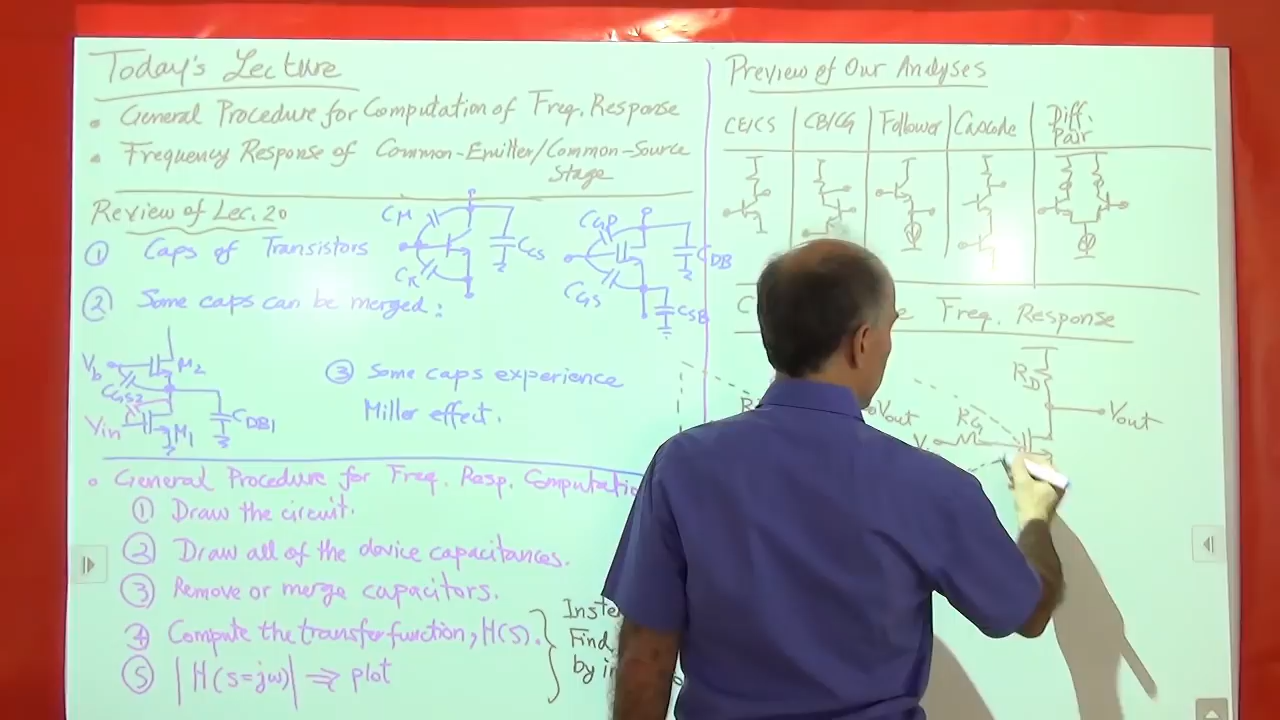 Today's Lecture
• General Procedure for Computation of Freq. Response
• Frequency Response of Common-Emitter/Common-Source
Stage
Review of Lec. 20
① Caps of Transistors
Cμ
Cπ
CCS
CGD
CGS
CDB
CSB
② Some caps can be merged:
Vb
M2
CGS2
Vin
M1
CDB1
③ Some caps experience
Miller effect.
• General Procedure for Freq. Resp. Computation
① Draw the circuit.
② Draw all of the device capacitances.
③ Remove or merge capacitors.
④ Compute the transfer function, H(s).
⑤ |H(s=jω)| ⇒ plot
Find
by
Preview of Our Analyses
CE/CS
CB/CG
Follower
Cascode
Diff.
Pair
Freq. Response
Vout
RD
Vout
RG